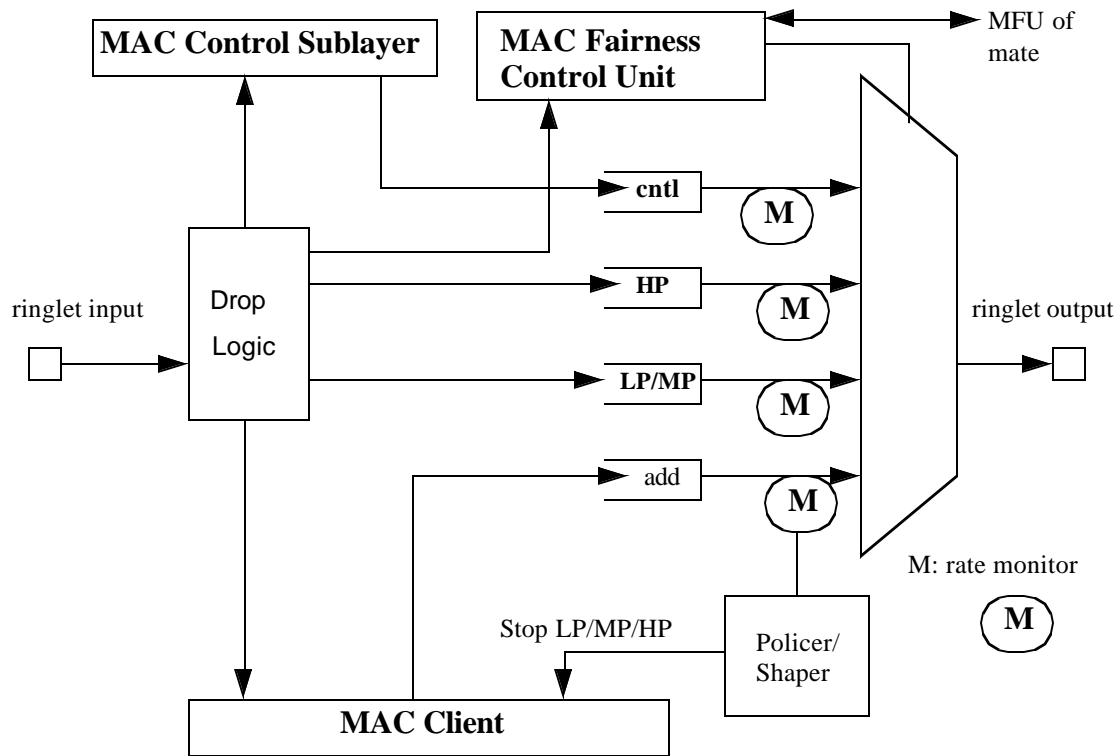 MAC Control Sublayer
MAC Fairness
Control Unit
MFU of
mate
cntl
M
Drop
Logic
HP
M
ringlet input
ringlet output
LP/MP
M
add
M
M: rate monitor
M
Stop LP/MP/HP
Policer/
Shaper
MAC Client